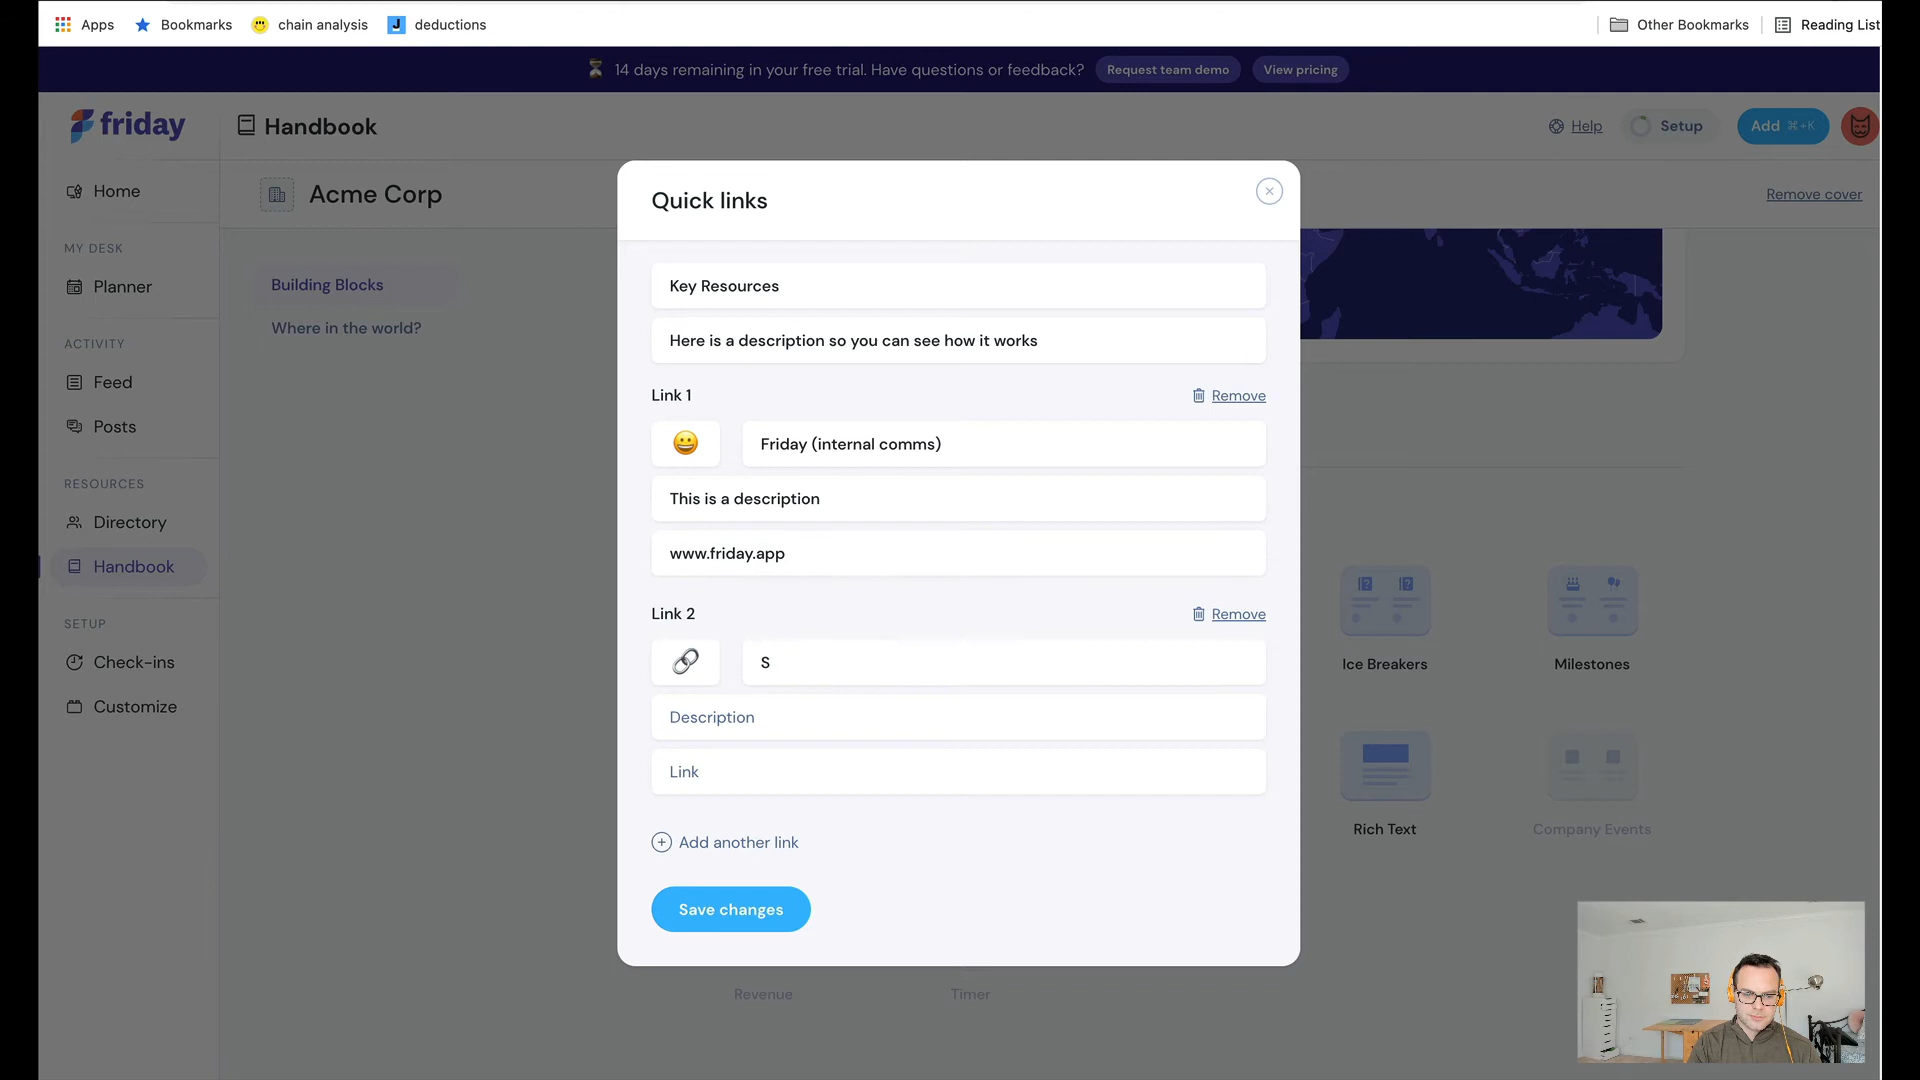 Apps
Bookmarks
chain analysis
J
deductions
Other Bookmarks
Reading List
14 days remaining in your free trial. Have questions or feedback?
Request team demo
View pricing
friday
Handbook
Help
Setup
Add ⌘+K
Home
Acme Corp
Remove cover
MY DESK
Planner
ACTIVITY
Feed
Posts
RESOURCES
Directory
Handbook
SETUP
Check-ins
Customize
Building Blocks
Where in the world?
Quick links
Key Resources
Here is a description so you can see how it works
Link 1
Remove
Friday (internal comms)
This is a description
www.friday.app
Link 2
Remove
S
Description
Link
Add another link
Save changes
Ice Breakers
Milestones
Rich Text
Company Events
Revenue
Timer